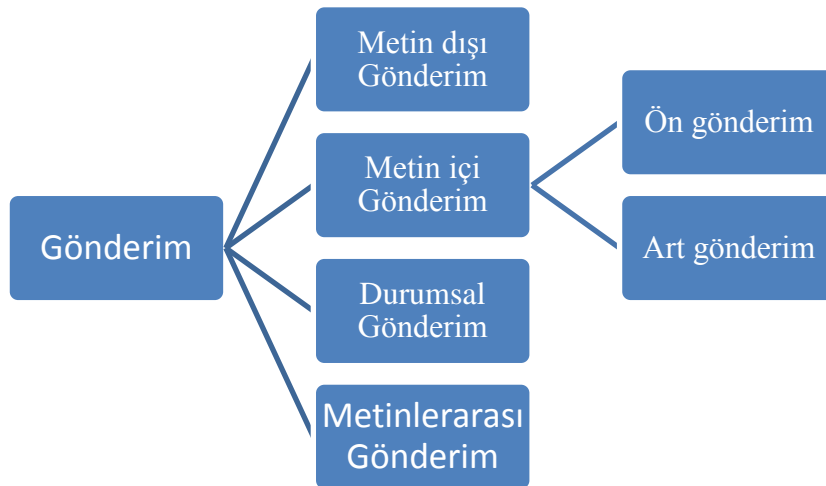 Gönderim
Metin dışı
Gönderim
Metin içi
Gönderim
Durumsal
Gönderim
Metinlerarası
Gönderim
Ön gönderim
Art gönderim